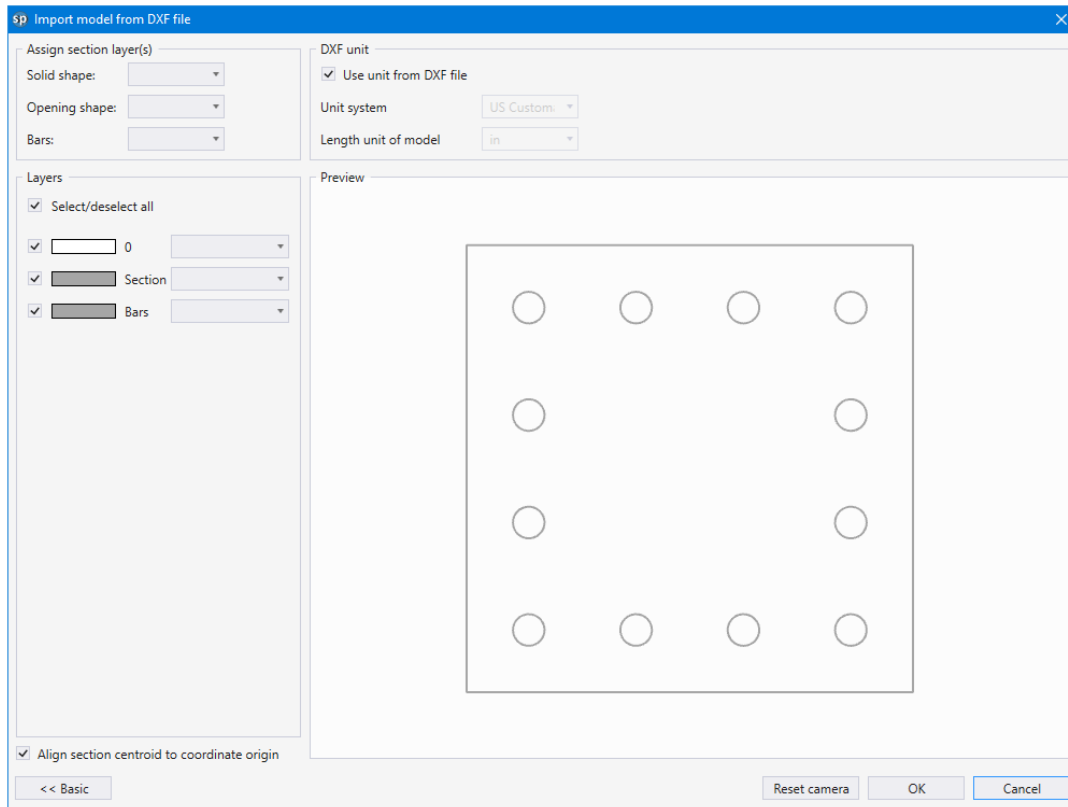 sp Import model from DXF file
Assign section layer(s)
Solid shape:
Opening shape:
Bars:
DXF unit
Use unit from DXF file
Unit system US Custom:
Length unit of model in
Layers
Select/deselect all
0
Section
Bars
Preview
Align section centroid to coordinate origin
<< Basic Reset camera OK Cancel